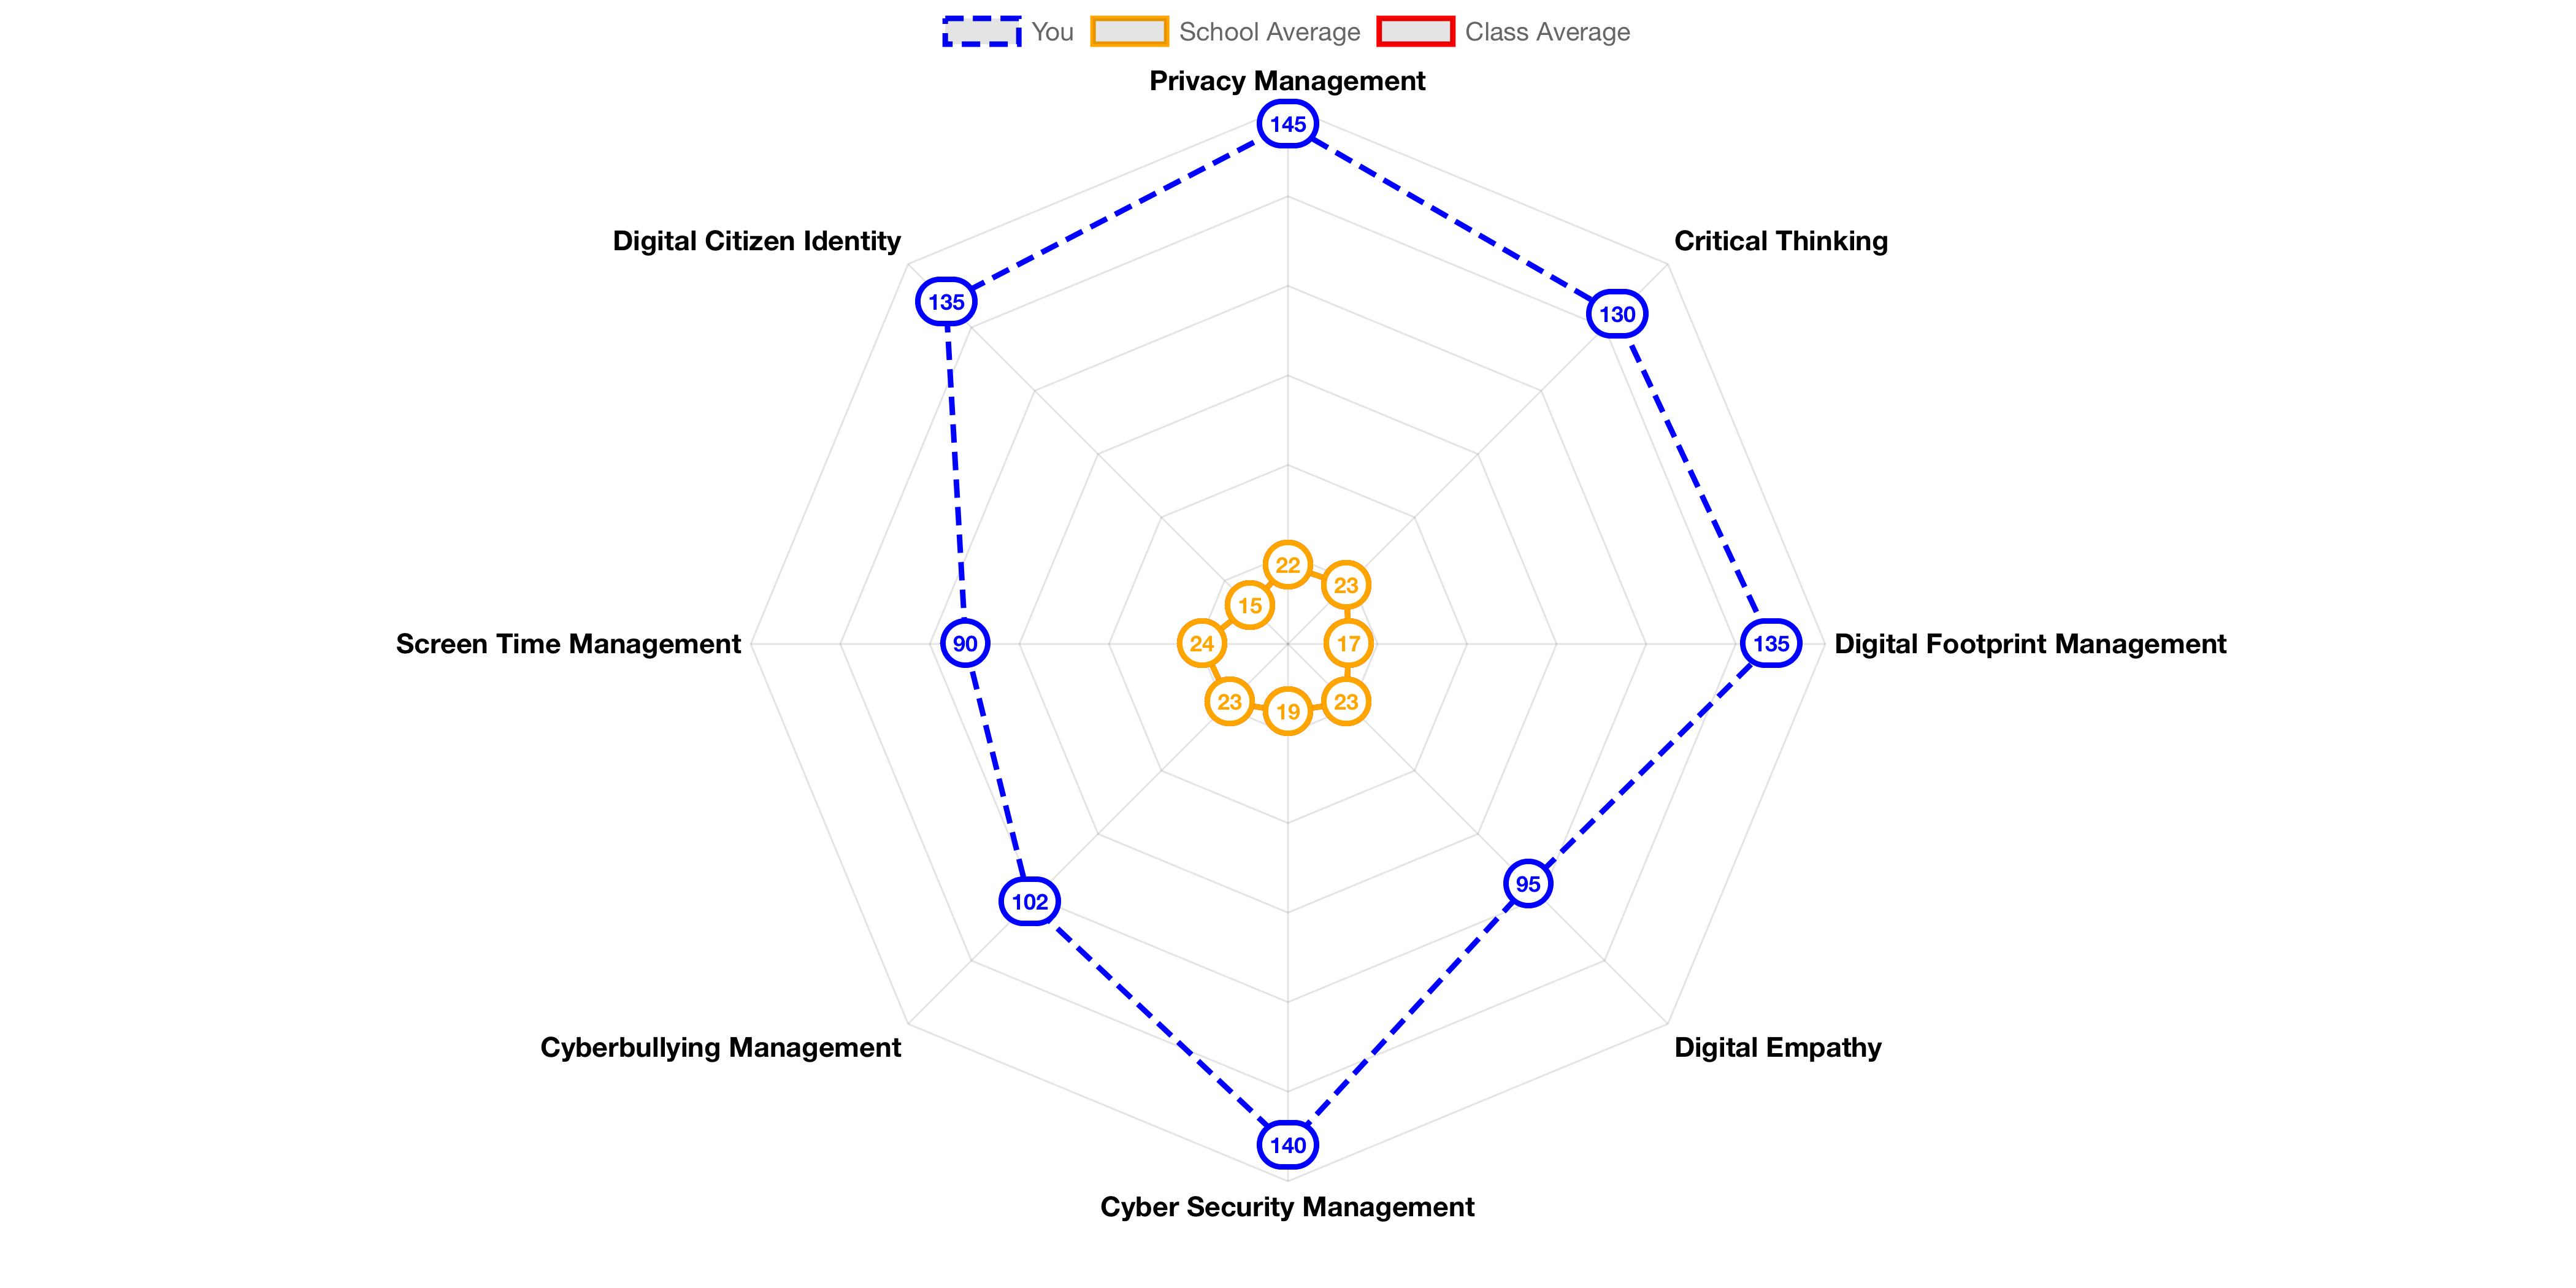 You School Average Class Average
Privacy Management
145
Digital Citizen Identity
Critical Thinking
135
130
22
23
15
Screen Time Management
90
24
17
135
Digital Footprint Management
23
19
23
95
102
Cyberbullying Management
Digital Empathy
140
Cyber Security Management